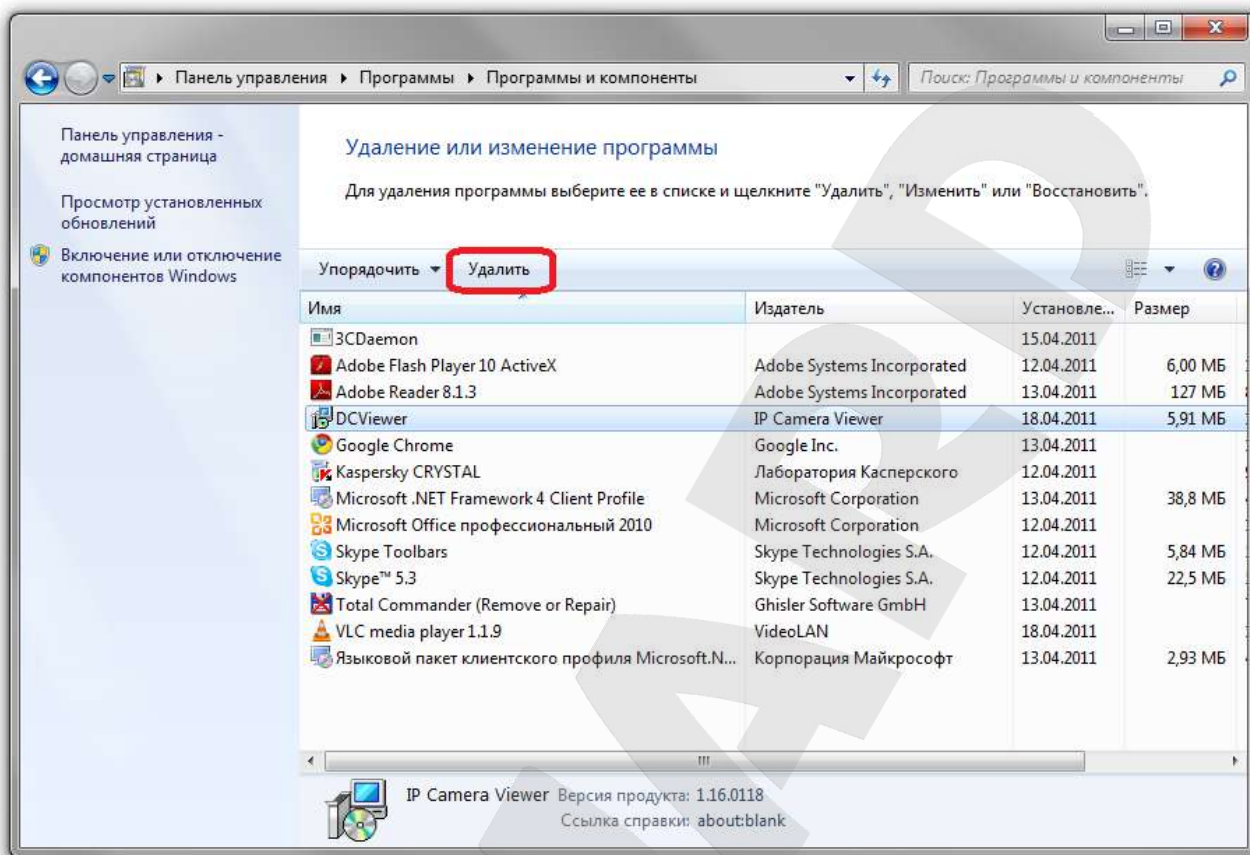 Панель управления ▸ Программы ▸ Программы и компоненты
Поиск: Программы и компоненты
Панель управления -
домашняя страница
Просмотр установленных
обновлений
Включение или отключение
компонентов Windows
Удаление или изменение программы
Для удаления программы выберите ее в списке и щелкните "Удалить", "Изменить" или "Восстановить".
Упорядочить Удалить
Имя Издатель Установле... Размер
3CDaemon 15.04.2011
Adobe Flash Player 10 ActiveX Adobe Systems Incorporated 12.04.2011 6,00 МБ
Adobe Reader 8.1.3 Adobe Systems Incorporated 13.04.2011 127 МБ
DCViewer IP Camera Viewer 18.04.2011 5,91 МБ
Google Chrome Google Inc. 13.04.2011
Kaspersky CRYSTAL Лаборатория Касперского 12.04.2011
Microsoft .NET Framework 4 Client Profile Microsoft Corporation 13.04.2011 38,8 МБ
Microsoft Office профессиональный 2010 Microsoft Corporation 12.04.2011
Skype Toolbars Skype Technologies S.A. 12.04.2011 5,84 МБ
Skype™ 5.3 Skype Technologies S.A. 12.04.2011 22,5 МБ
Total Commander (Remove or Repair) Ghisler Software GmbH 13.04.2011
VLC media player 1.1.9 VideoLAN 18.04.2011
Языковой пакет клиентского профиля Microsoft.N... Корпорация Майкрософт 13.04.2011 2,93 МБ
IP Camera Viewer Версия продукта: 1.16.0118
Ссылка справки: about:blank